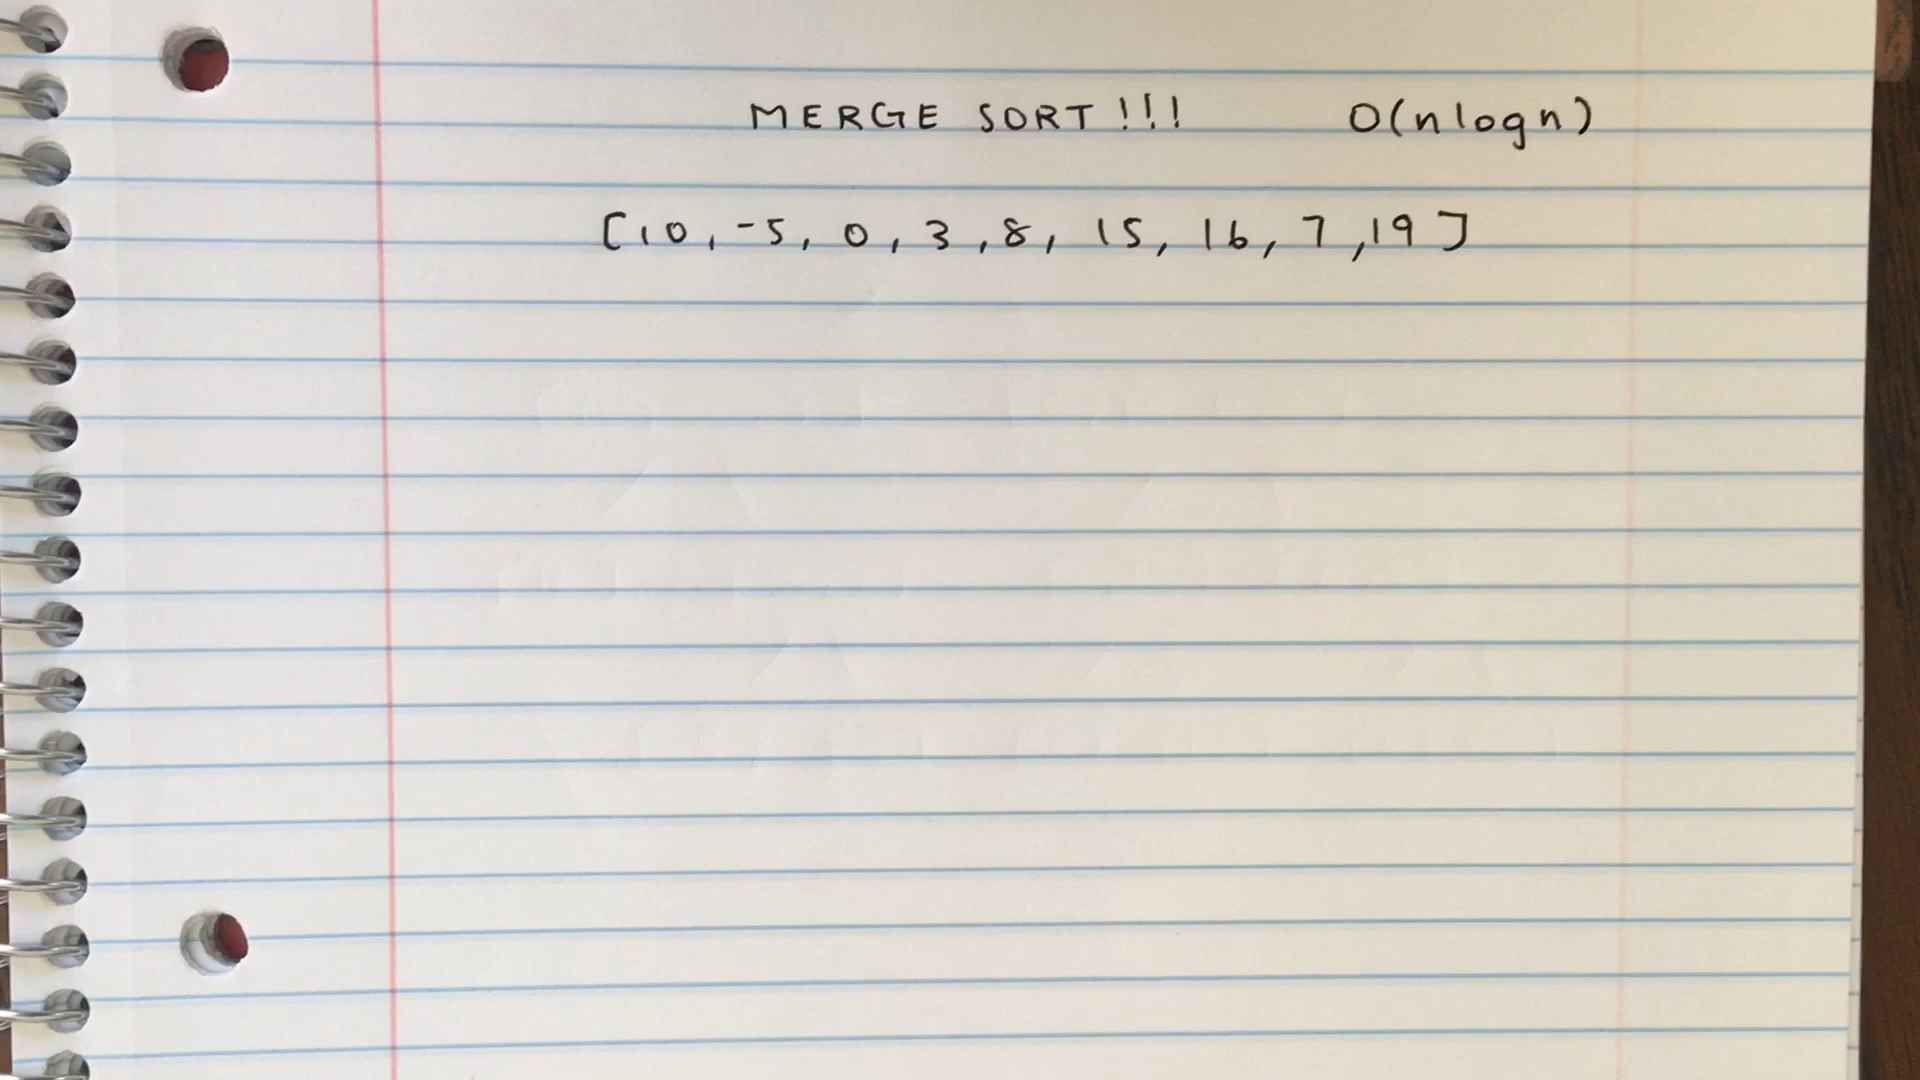 MERGE SORT!!! O(nlogn)
[10, -5, 0, 3, 8, 15, 16, 7, 19]